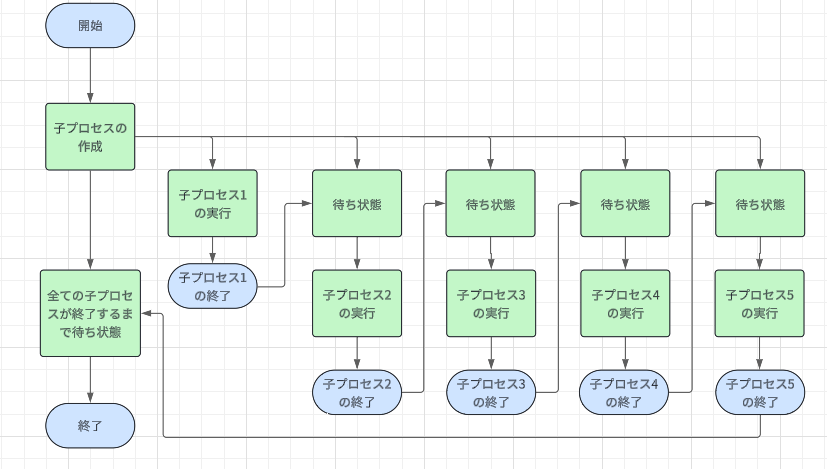 開始
子プロセスの
作成
子プロセス1
の実行
待ち状態
待ち状態
待ち状態
待ち状態
子プロセス1
の終了
全ての子プロセ
スが終了するま
で待ち状態
子プロセス2
の実行
子プロセス3
の実行
子プロセス4
の実行
子プロセス5
の実行
子プロセス2
の終了
子プロセス3
の終了
子プロセス4
の終了
子プロセス5
の終了
終了